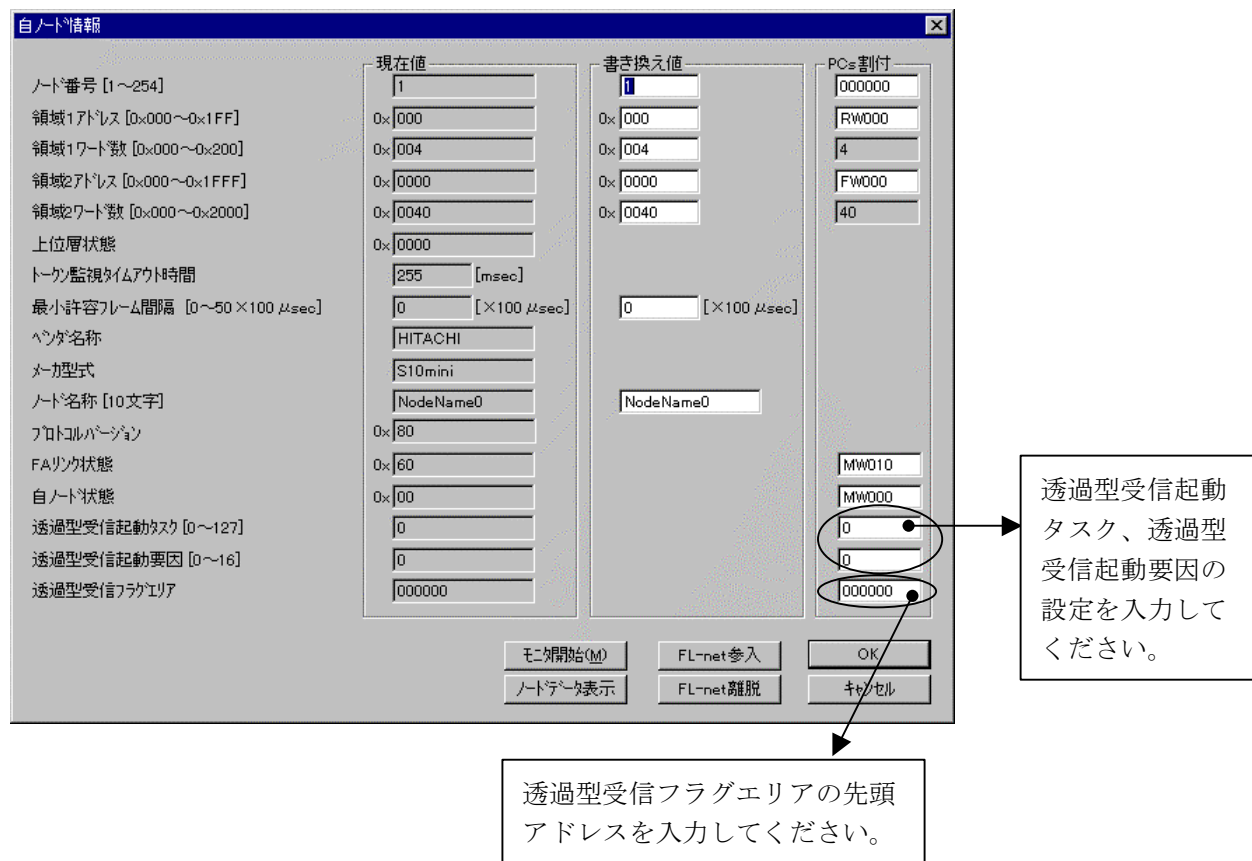 自ノード情報
現在値 書き換え値 PCs割付
ノード番号 [1～254] 1 1 000000
領域1アドレス [0x000～0x1FF] 0x 000 0x 000 RW000
領域1ワード数 [0x000～0x200] 0x 004 0x 004 4
領域2アドレス [0x000～0x1FFF] 0x 0000 0x 0000 FW000
領域2ワード数 [0x000～0x2000] 0x 0040 0x 0040 40
上位層状態 0x 0000
トークン監視タイムアウト時間 255 [msec]
最小許容フレーム間隔 [0～50×100μsec] 0 [×100μsec] 0 [×100μsec]
ベンダ名称 HITACHI
メーカ型式 S10mini
ノード名称 [10文字] NodeName0 NodeName0
プロトコルバージョン 0x 80
FAリンク状態 0x 60 MW010
自ノード状態 0x 00 MW000
透過型受信起動タスク [0～127] 0 0
透過型受信起動要因 [0～16] 0 0
透過型受信フラグエリア 000000 000000
モニタ開始(M) FL-net参入 OK
ノードデータ表示 FL-net離脱 キャンセル
透過型受信起動
タスク、透過型
受信起動要因の
設定を入力して
ください。
透過型受信フラグエリアの先頭
アドレスを入力してください。